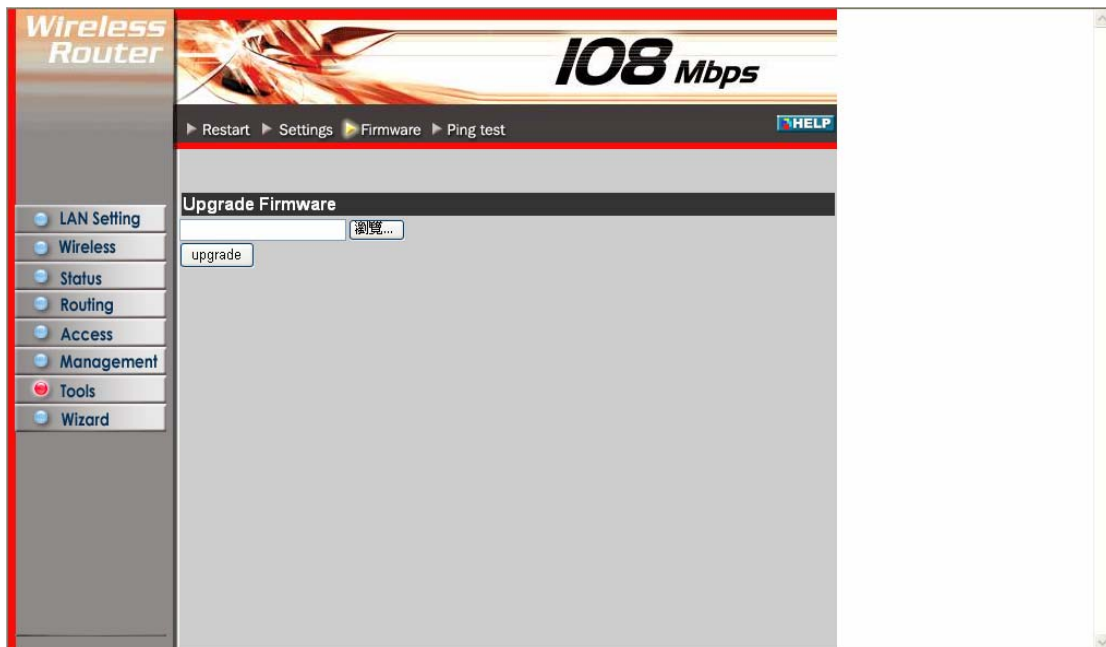 Wireless
Router
108 Mbps
Restart Settings Firmware Ping test
HELP
Upgrade Firmware
瀏覽...
upgrade
LAN Setting
Wireless
Status
Routing
Access
Management
Tools
Wizard